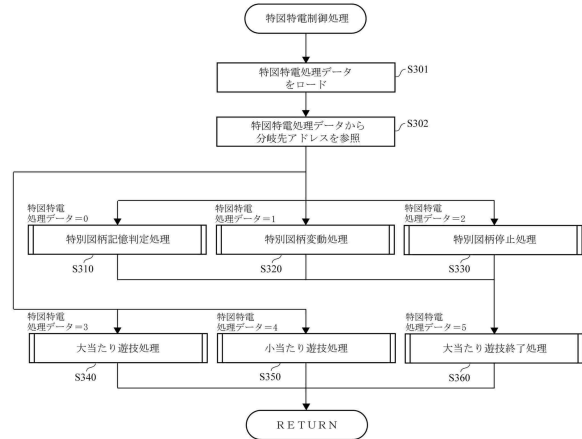 特図特電制御処理
特図特電処理データ
をロード
S301
特図特電処理データから
分岐先アドレスを参照
S302
特図特電
処理データ=0
特図特電
処理データ=1
特図特電
処理データ=2
特別図柄記憶判定処理
特別図柄変動処理
特別図柄停止処理
S310
S320
S330
特図特電
処理データ=3
特図特電
処理データ=4
特図特電
処理データ=5
大当たり遊技処理
小当たり遊技処理
大当たり遊技終了処理
S340
S350
S360
RETURN